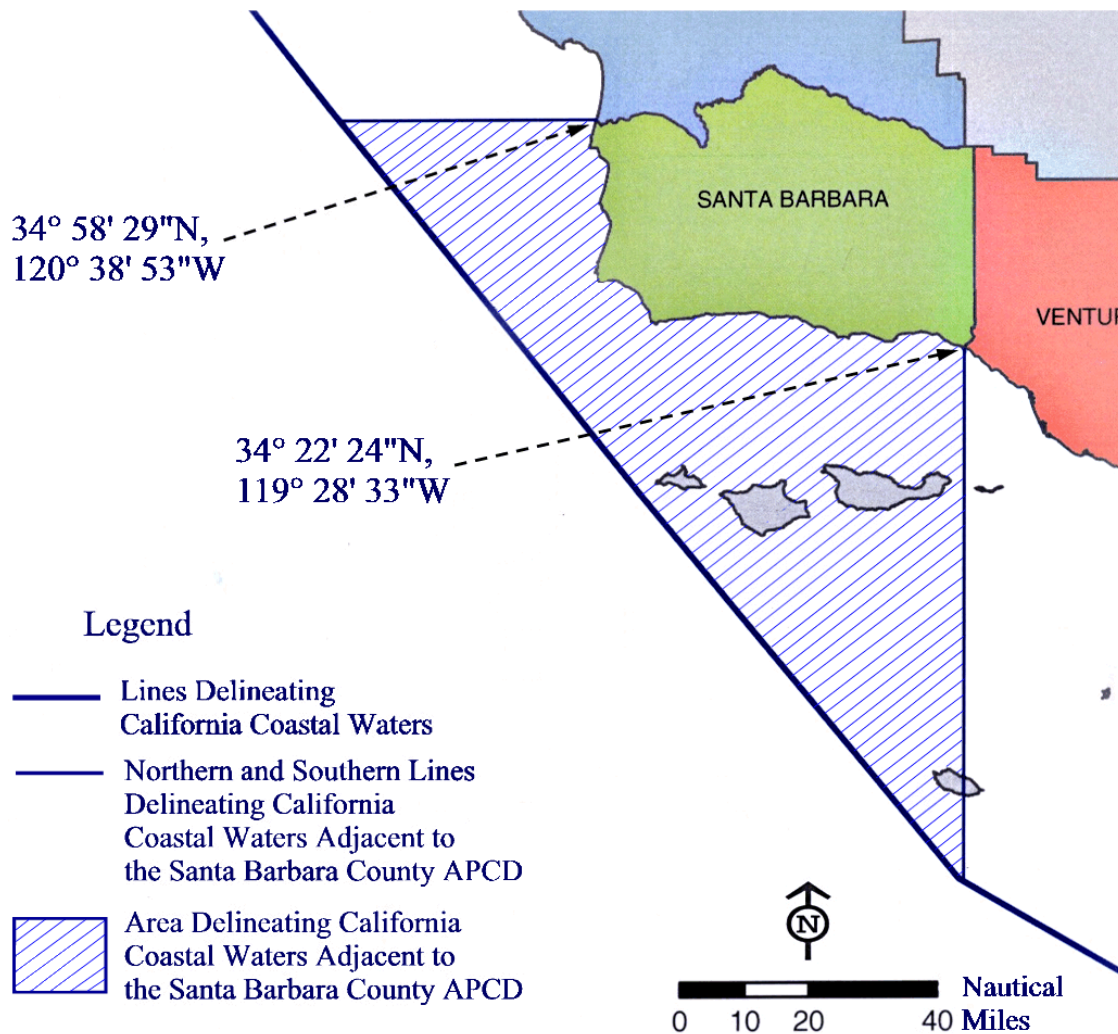 SANTA BARBARA
34° 58' 29"N,
120° 38' 53"W
VENTUR
34° 22' 24"N,
119° 28' 33"W
Legend
Lines Delineating
California Coastal Waters
Northern and Southern Lines
Delineating California
Coastal Waters Adjacent to
the Santa Barbara County APCD
Area Delineating California
Coastal Waters Adjacent to
the Santa Barbara County APCD
N
0 10 20 40
Nautical
Miles